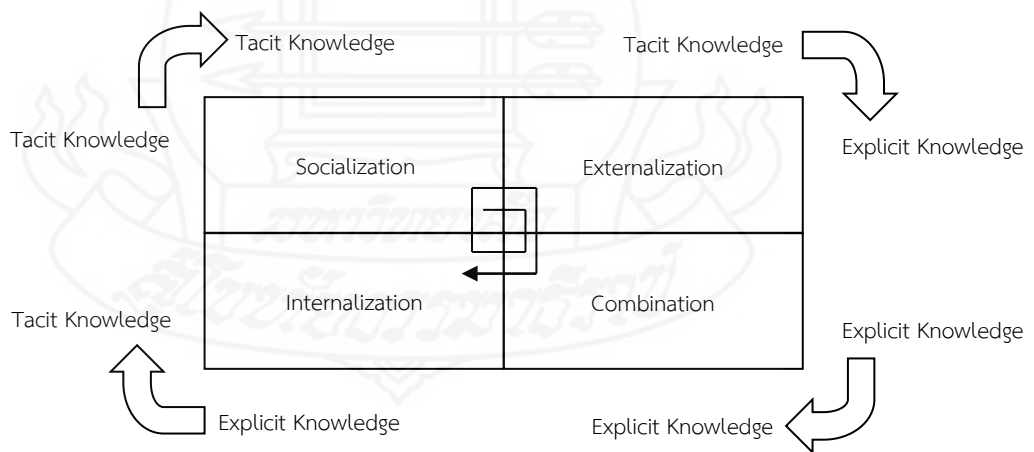 Tacit Knowledge
Tacit Knowledge
Tacit Knowledge
Explicit Knowledge
Socialization
Externalization
Internalization
Combination
Tacit Knowledge
Explicit Knowledge
Explicit Knowledge
Explicit Knowledge